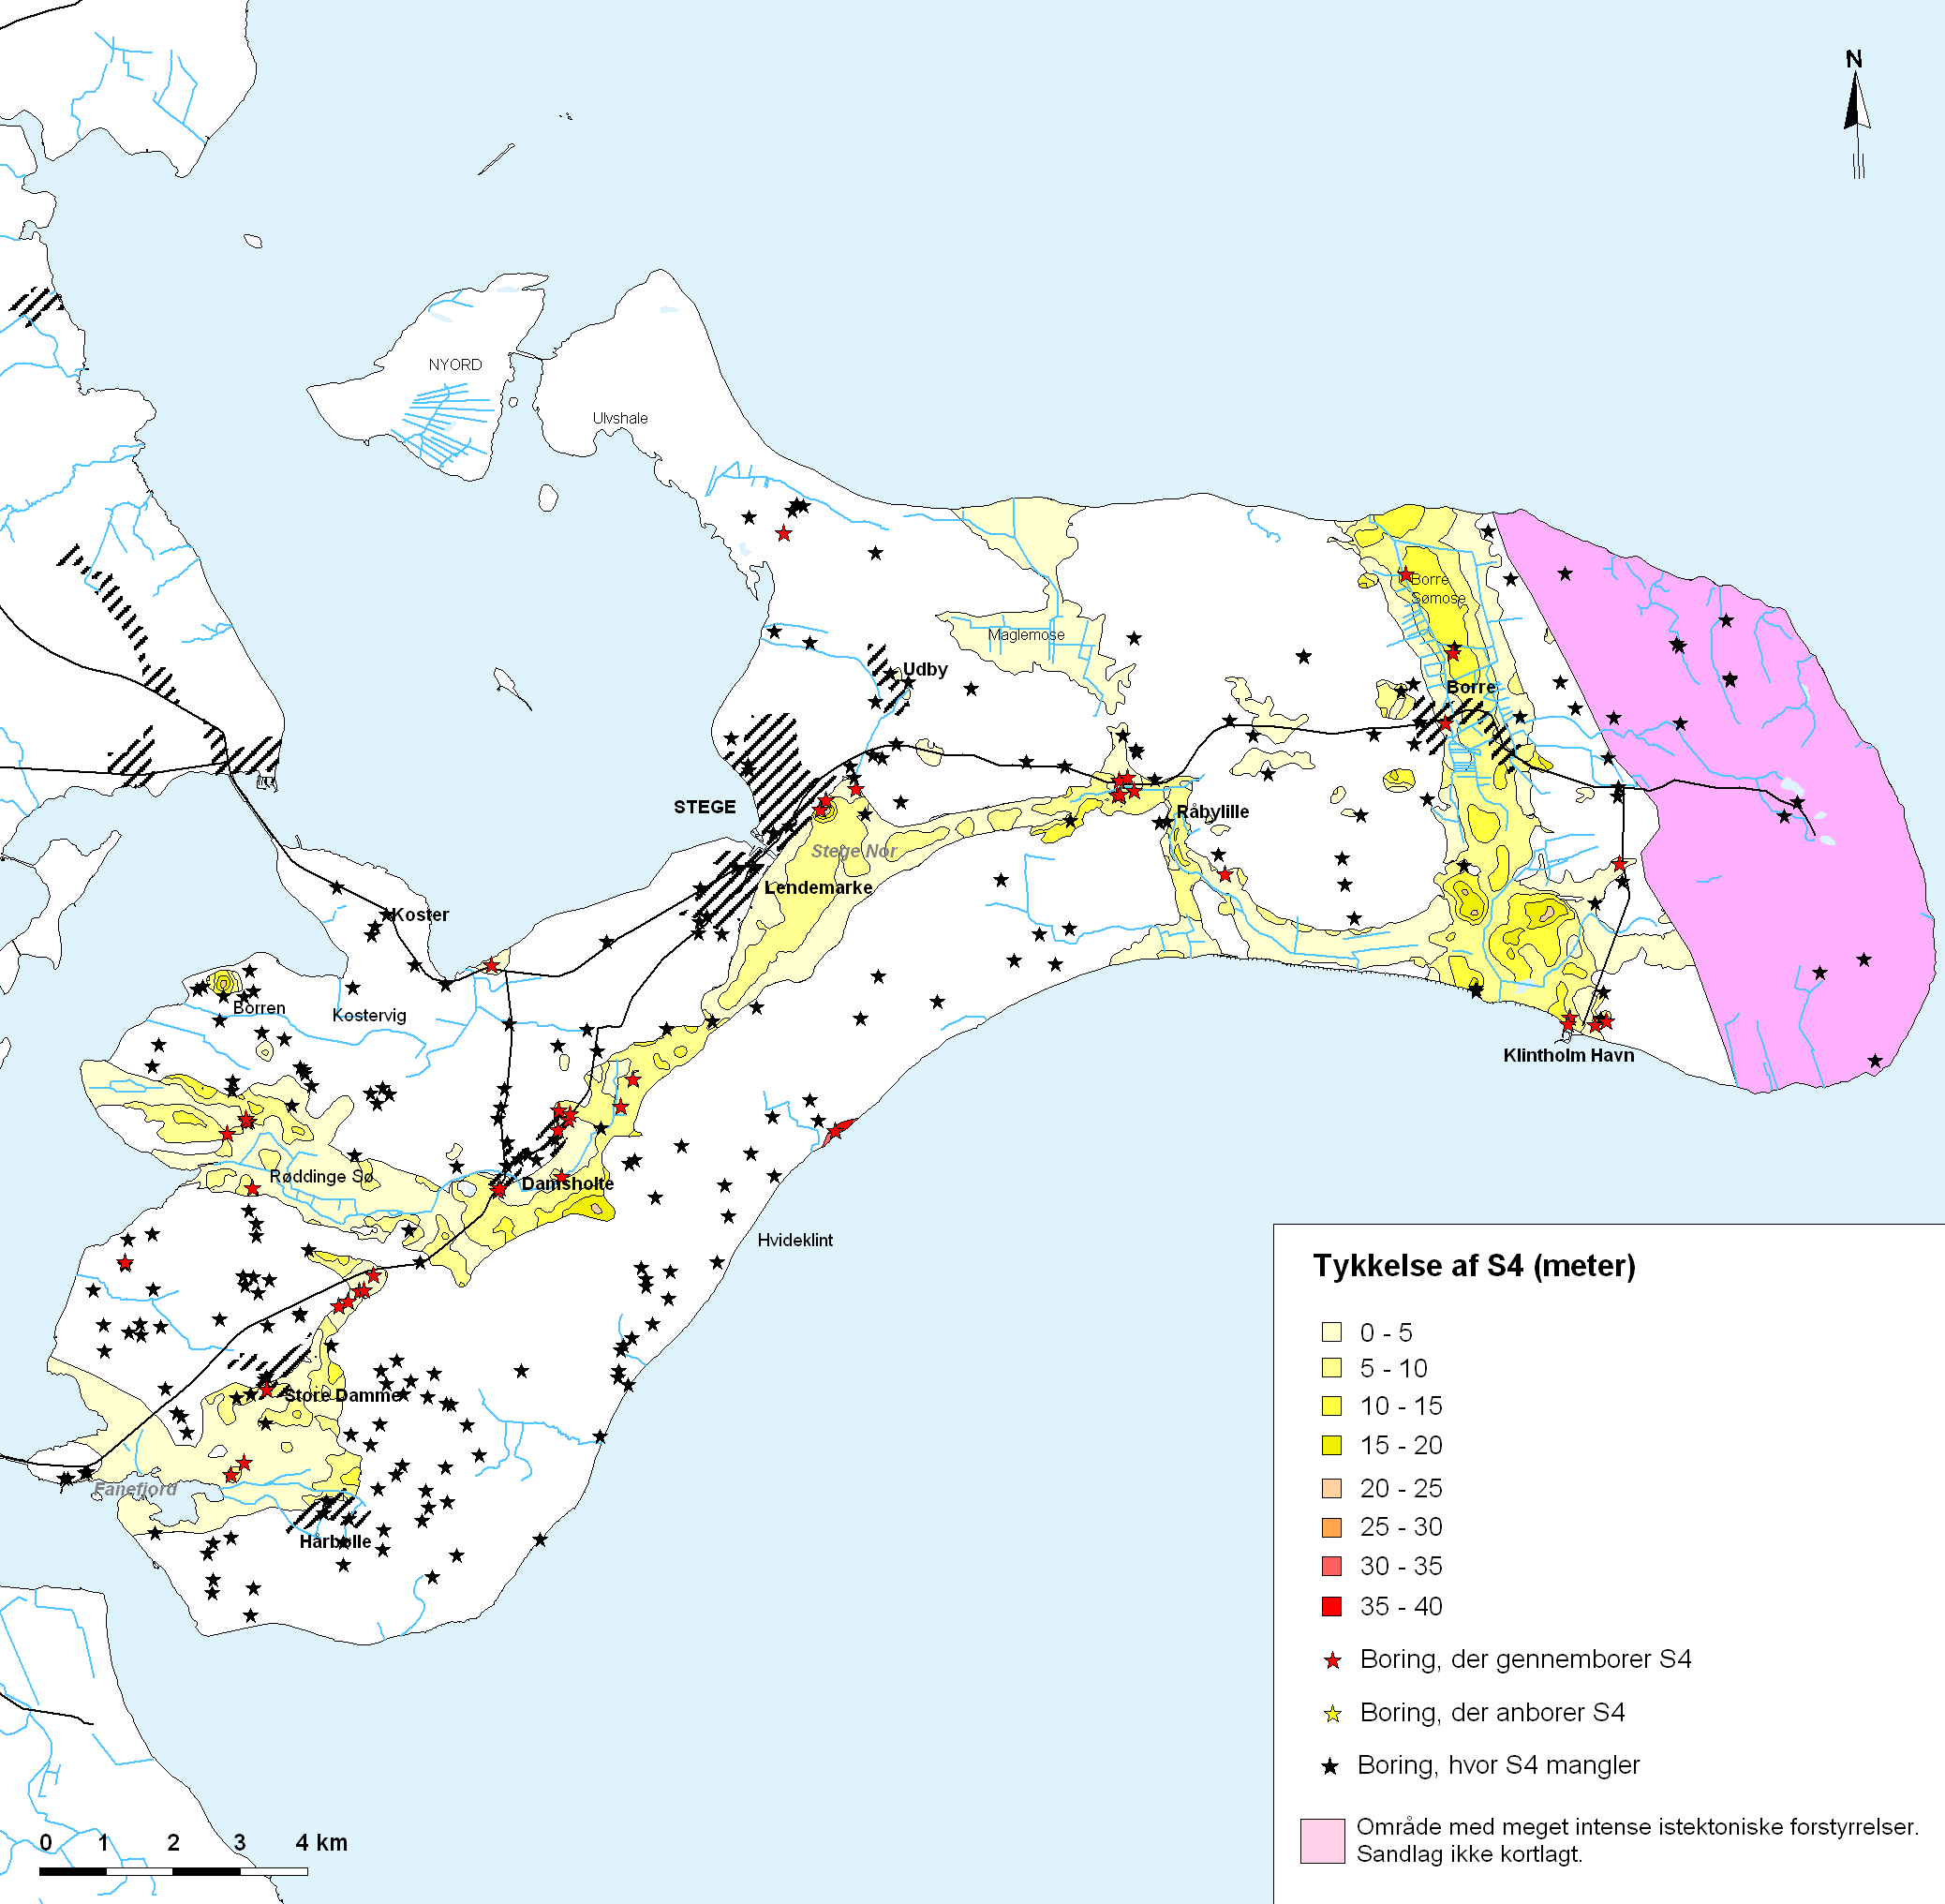 N
NYORD
Ulvshale
Borre
Sømose
Maglemose
Udby
Borre
STEGE
Råbylille
Stege Nor
Lendemarke
Koster
Borren
Kostervig
Klintholm Havn
Røddinge Sø
Damsholte
Hvideklint
Store Damme
Fanefjord
Hårbølle
Tykkelse af S4 (meter)
0 - 5
5 - 10
10 - 15
15 - 20
20 - 25
25 - 30
30 - 35
35 - 40
Boring, der gennemborer S4
Boring, der anborer S4
Boring, hvor S4 mangler
Område med meget intense istektoniske forstyrrelser.
Sandlag ikke kortlagt.
0 1 2 3 4 km